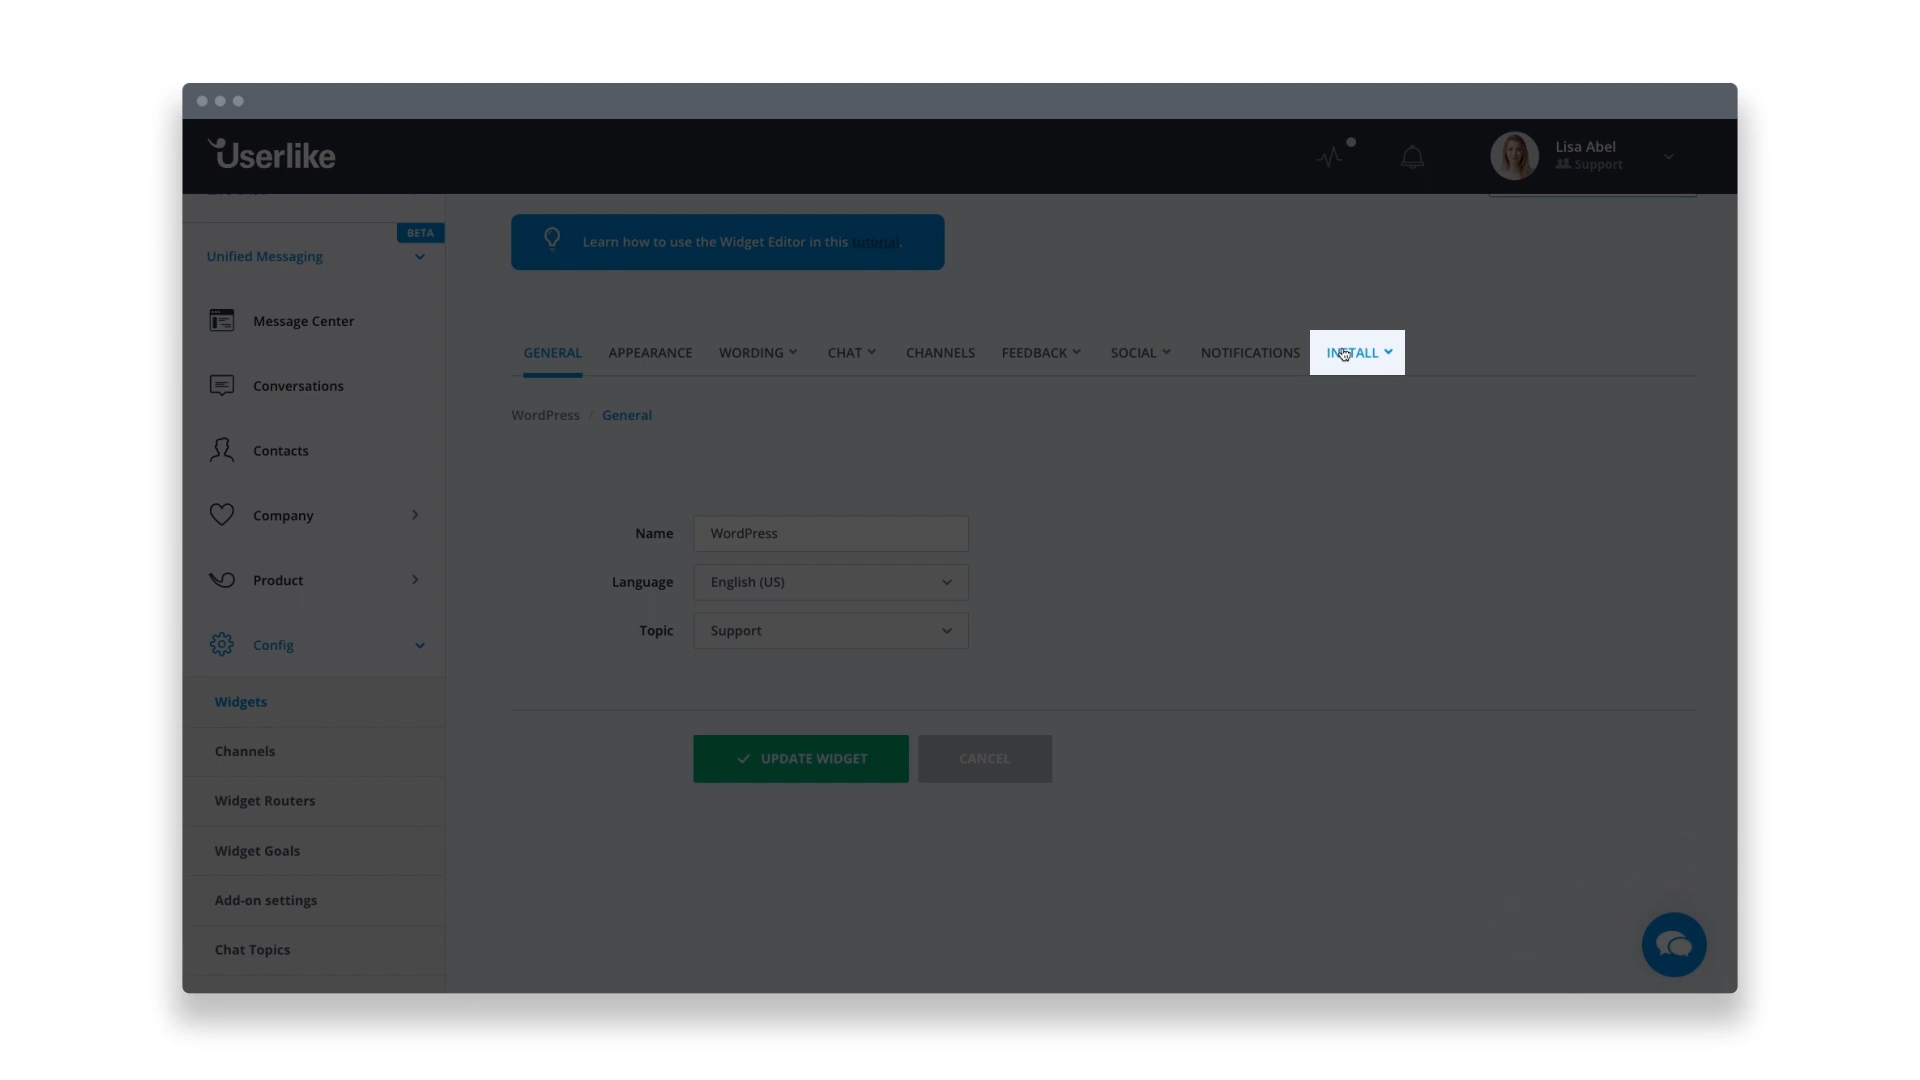 Userlike
Lisa Abel
Support
BETA
Unified Messaging
Message Center
Conversations
Contacts
Company
Product
Config
Widgets
Channels
Widget Routers
Widget Goals
Add-on settings
Chat Topics
Learn how to use the Widget Editor in this tutorial.
GENERAL APPEARANCE WORDING CHAT CHANNELS FEEDBACK SOCIAL NOTIFICATIONS INSTALL
WordPress / General
Name WordPress
Language English (US)
Topic Support
UPDATE WIDGET CANCEL